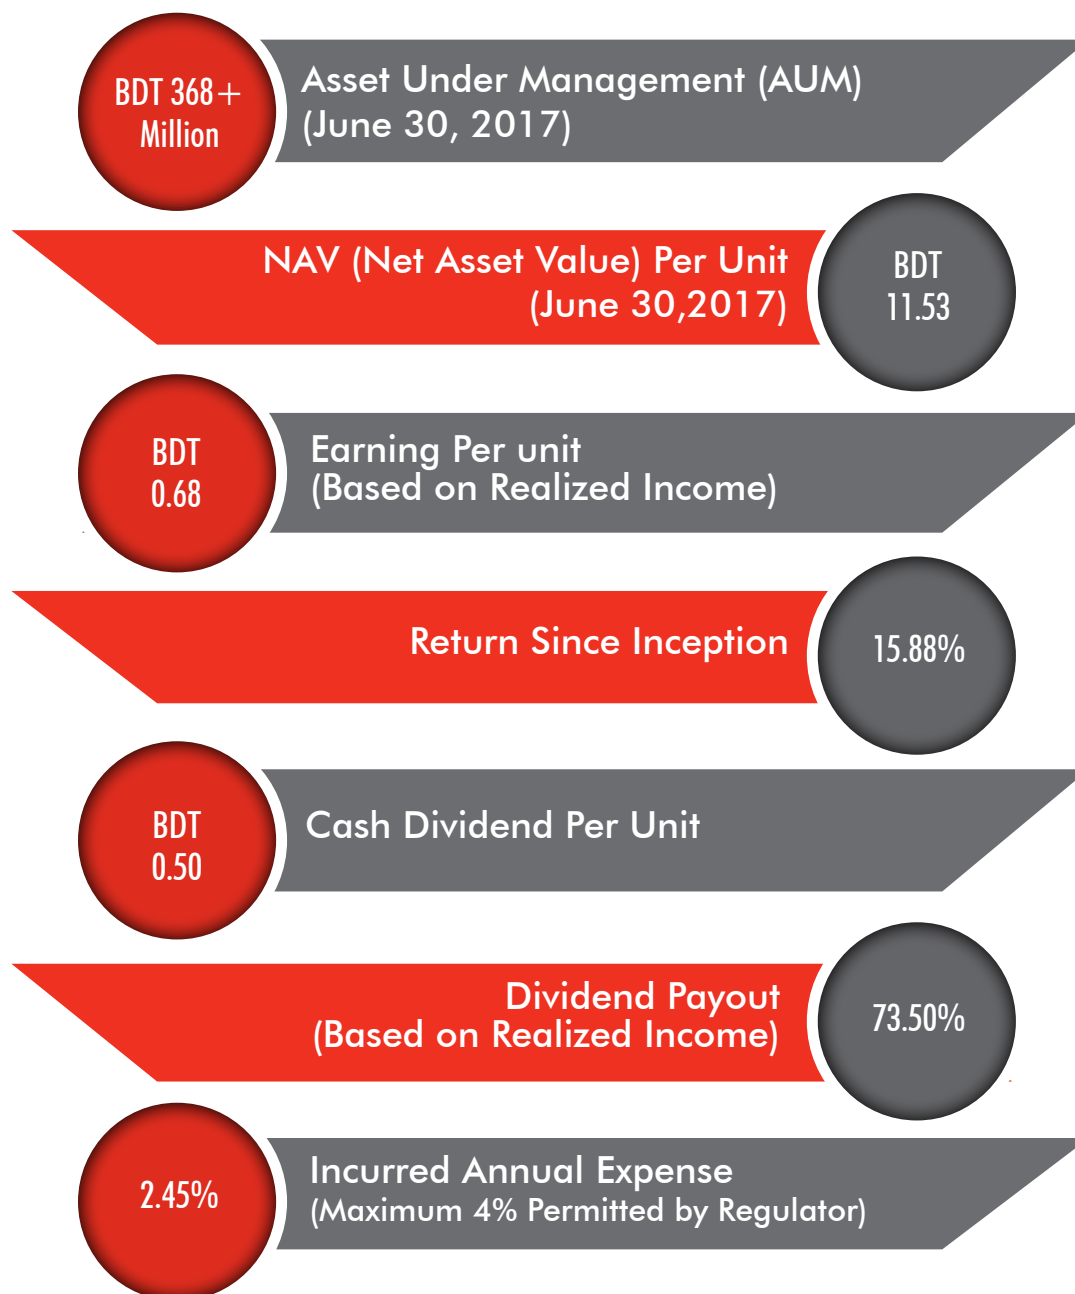 BDT 368+
Million
Asset Under Management (AUM)
(June 30, 2017)
NAV (Net Asset Value) Per Unit
(June 30,2017)
BDT
11.53
BDT
0.68
Earning Per unit
(Based on Realized Income)
Return Since Inception
15.88%
BDT
0.50
Cash Dividend Per Unit
Dividend Payout
(Based on Realized Income)
73.50%
2.45%
Incurred Annual Expense
(Maximum 4% Permitted by Regulator)